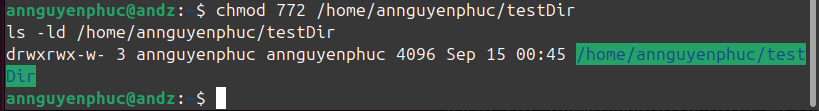 annguyenphuc@andz:~$ chmod 772 /home/annguyenphuc/testDir
ls -ld /home/annguyenphuc/testDir
drwxrwx-w- 3 annguyenphuc annguyenphuc 4096 Sep 15 00:45 /home/annguyenphuc/test
Dir
annguyenphuc@andz:~$